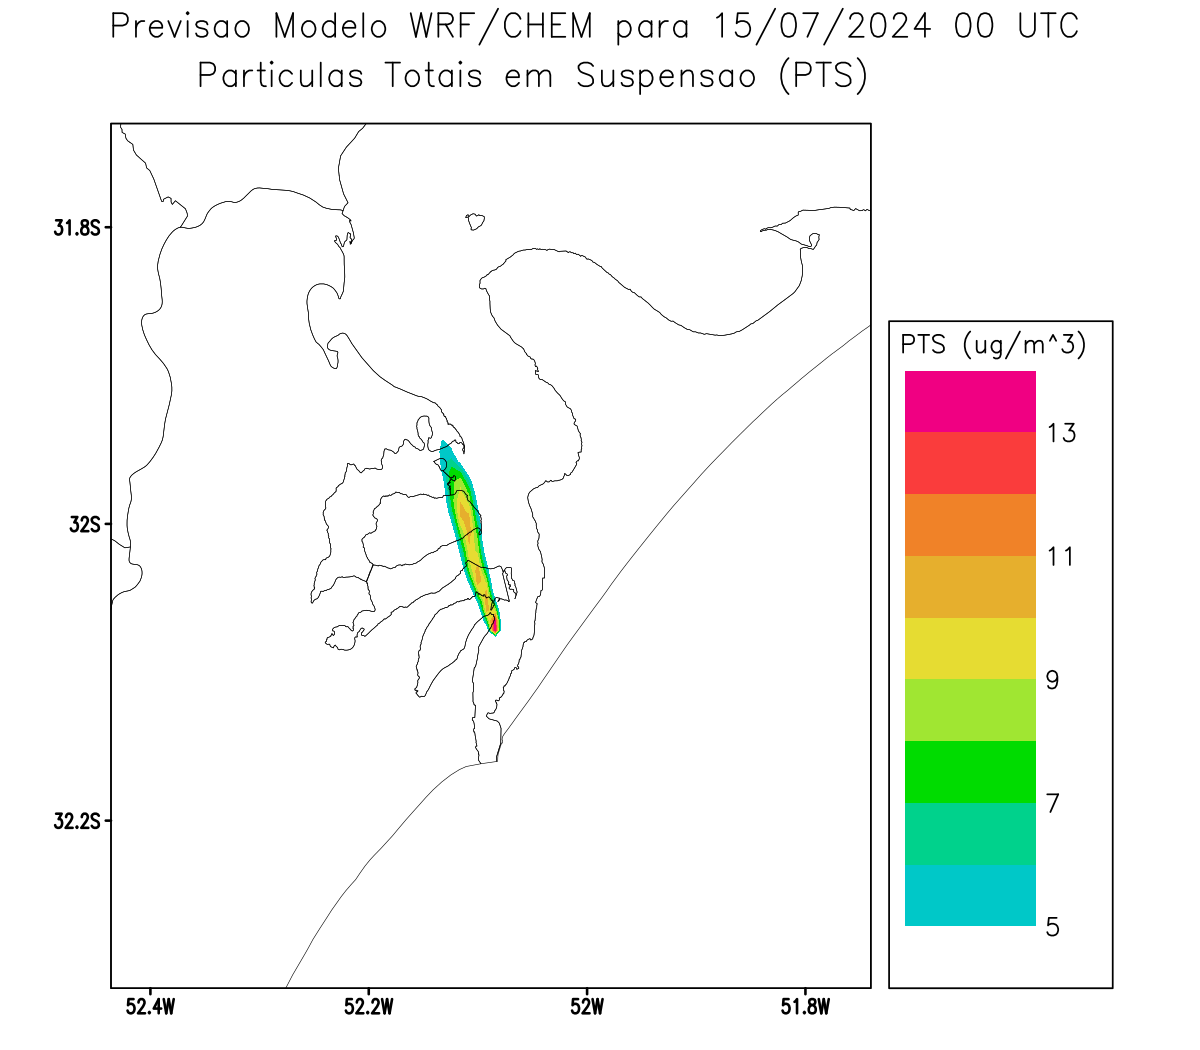 Previsao Modelo WRF/CHEM para 15/07/2024 00 UTC
Particulas Totais em Suspensao (PTS)
31.8S
32S
32.2S
52.4W
52.2W
52W
51.8W
PTS (ug/m^3)
13
11
9
7
5